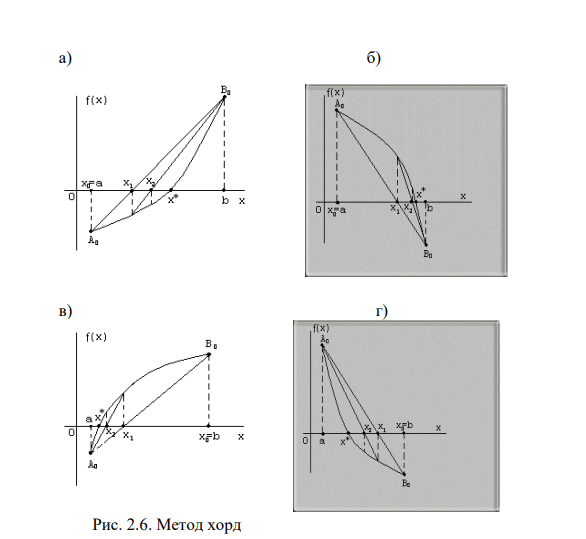 а) б)
f(x) B₀
x₀=a x₁ x₂ x* b x
0
A₀
f(x)
A₀
x* x
0 x₀=a x₁ x₂ b
B₀
в) г)
f(x) B₀
a x* x₂ x₁ x₀=b x
0
A₀
f(x)
A₀
x₂ x₁ x₀=b x
0 a x*
B₀
Рис. 2.6. Метод хорд